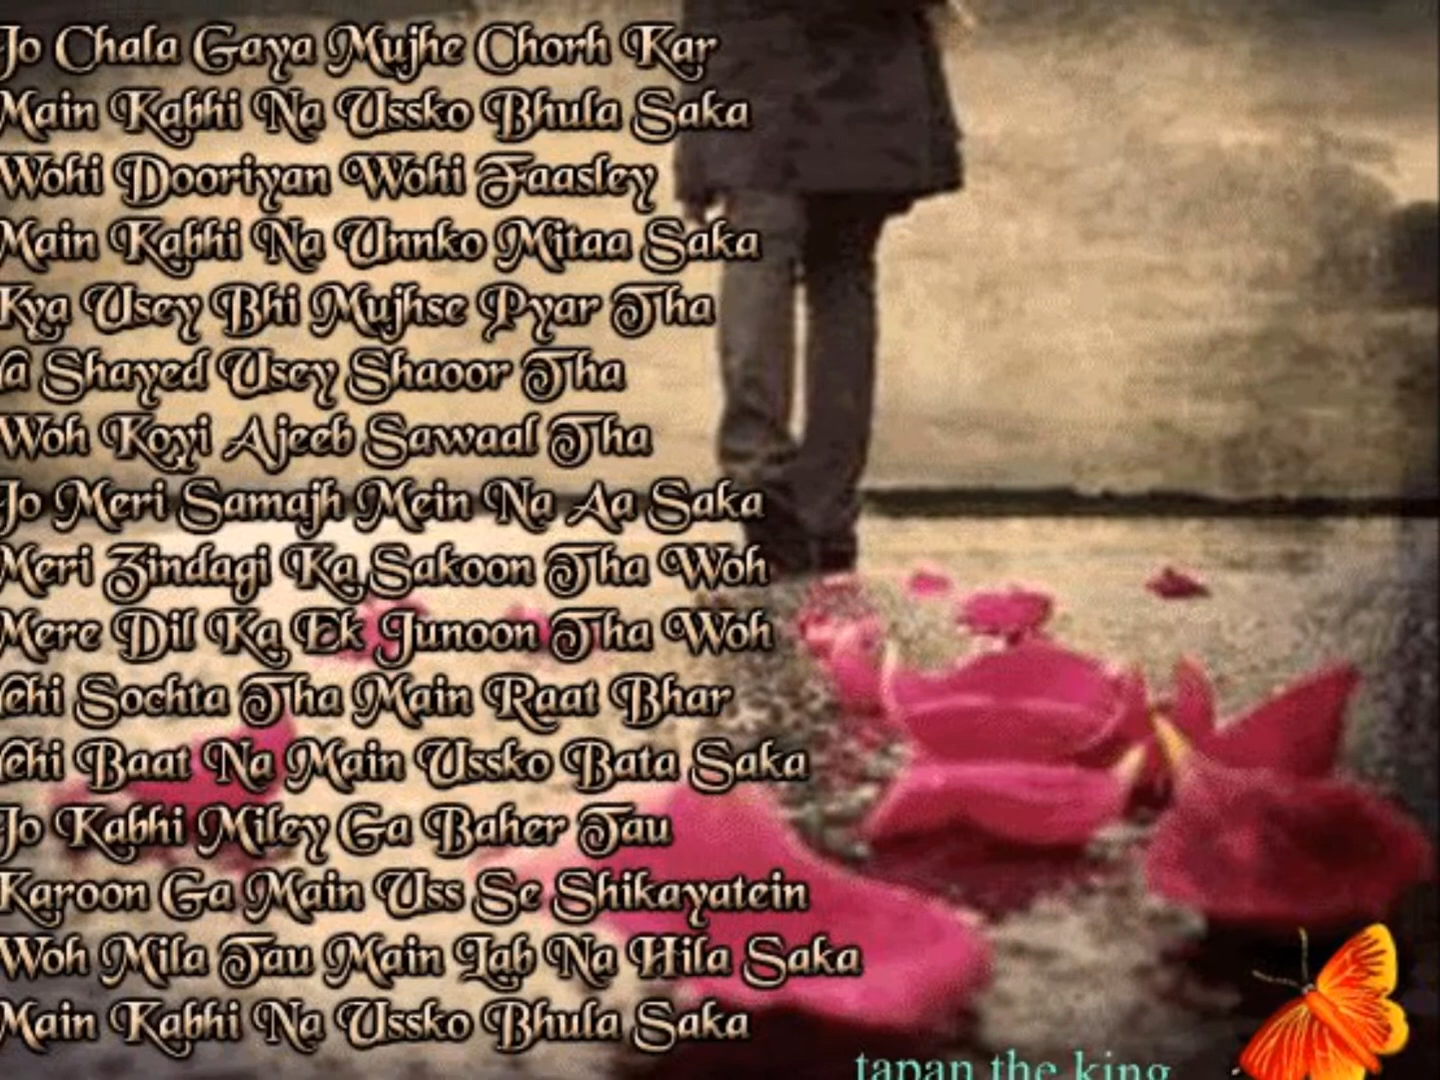 Jo Chala Gaya Mujhe Chorh Kar
Main Kabhi Na Ussko Bhula Saka
Wohi Dooriyan Wohi Faasley
Main Kabhi Na Unnko Mitaa Saka
Kya Usey Bhi Mujhse Pyar Tha
a Shayed Usey Shaoor Tha
Woh Koyi Ajeeb Sawaal Tha
Jo Meri Samajh Mein Na Aa Saka
Meri Zindagi Ka Sakoon Tha Woh
Mere Dil Ka Ek Junoon Tha Woh
ehi Sochta Tha Main Raat Bhar
ehi Baat Na Main Ussko Bata Saka
Jo Kabhi Miley Ga Baher Tau
Karoon Ga Main Uss Se Shikayatein
Woh Mila Tau Main Lab Na Hila Saka
Main Kabhi Na Ussko Bhula Saka
tapan the king